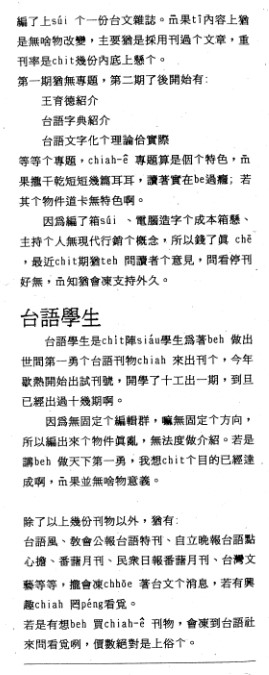 編了上súi 个一份台文雜誌。m̄果tī內容上猶
是無啥物改變，主要猶是採用刊過个文章，重
刊率是chit幾份內底上懸个。
第一期猶無專題，第二期了後開始有:
王育德紹介
台語字典紹介
台語文字化个理論佮實際
等等个專題，chiah-ê 專題算是個特色，m̄
果攏干乾短短幾篇耳耳，讀著實在be過癮；若
其个物件道卡無特色啊。
因爲編了箱súi 、電腦造字个成本箱懸、
主持个人無現代行銷个概念，所以錢了眞 chē
，最近chit期猶teh 問讀者个意見，問看停刊
好無，m̄知猶會凍支持外久。
台語學生
台語學生是chit陣siáu學生爲著beh 做出
世間第一勇个台語刊物chiah 來出刊个，今年
歇熱開始出試刊號，開學了十工出一期，到旦
已經出過十幾期啊。
因爲無固定个編輯群，嘛無固定个方向，
所以編出來个物件眞亂，無法度做介紹。若是
講beh 做天下第一勇，我想chit个目的已經達
成啊，m̄果並無啥物意義。
除了以上幾份刊物以外，猶有:
台語風、敎會公報台語特刊、自立晚報台語點
心擔、番薯月刊、民衆日報番薯月刊、台灣文
藝等等，攏會凍chhōe 著台文个消息，若有興
趣chiah 罔péng看覓。
若是有想beh 買chiah-ê 刊物，會凍到台語社
來問看覓咧，價數絕對是上俗个。